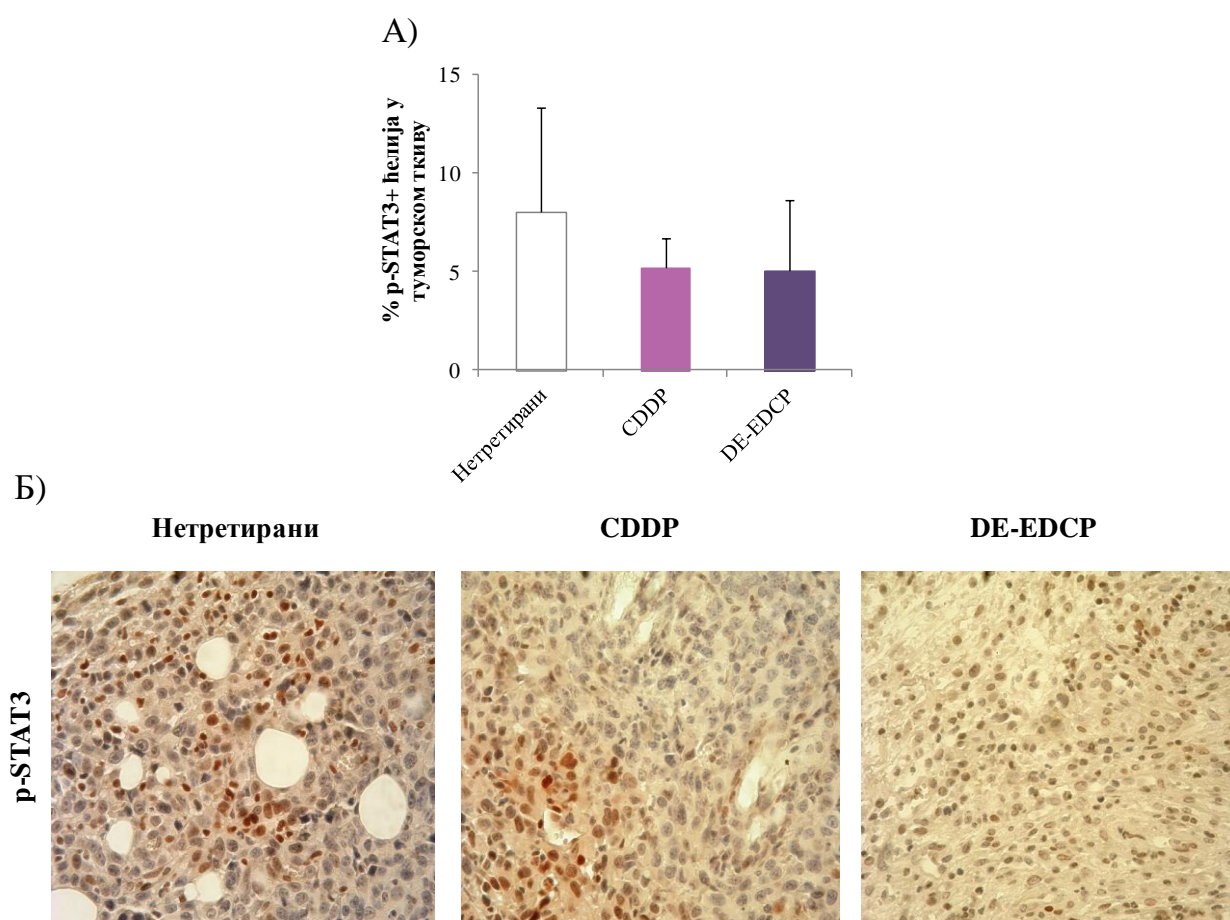 А)
% p-STAT3+ ћелија у
туморском ткиву
15
10
5
0
Нетретирани
CDDP
DE-EDCP
Б)
Нетретирани
CDDP
DE-EDCP
p-STAT3